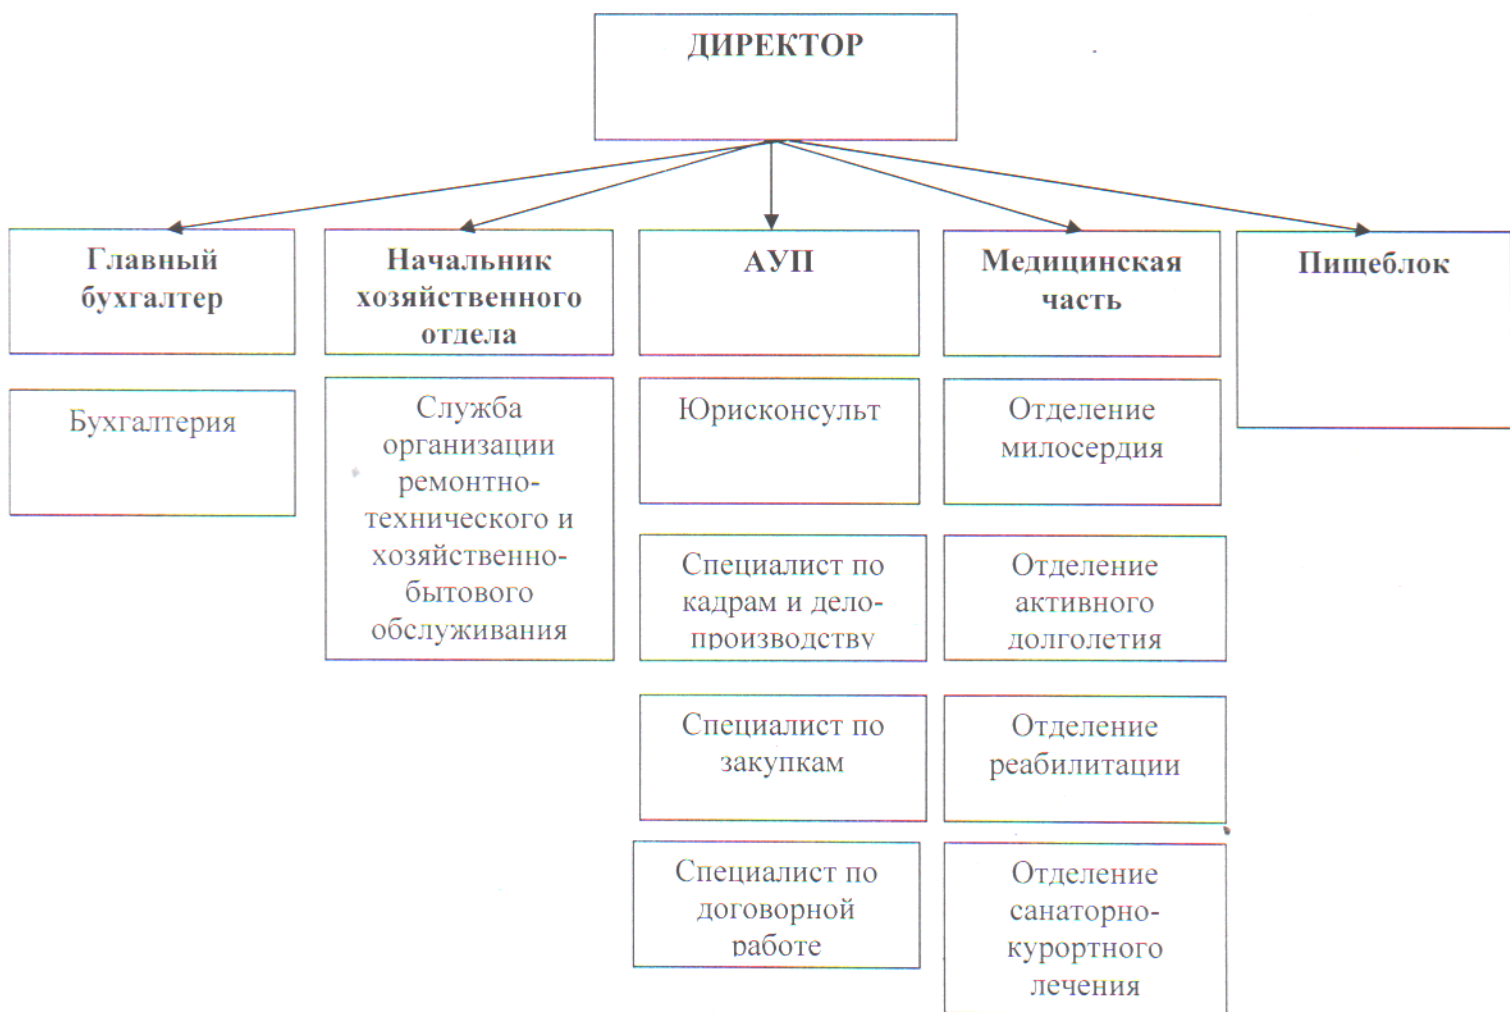 ДИРЕКТОР
Главный
бухгалтер
Начальник
хозяйственного
отдела
АУП
Медицинская
часть
Пищеблок
Бухгалтерия
Служба
организации
ремонтно-
технического и
хозяйственно-
бытового
обслуживания
Юрисконсульт
Специалист по
кадрам и дело-
производству
Специалист по
закупкам
Специалист по
договорной
работе
Отделение
милосердия
Отделение
активного
долголетия
Отделение
реабилитации
Отделение
санаторно-
курортного
лечения